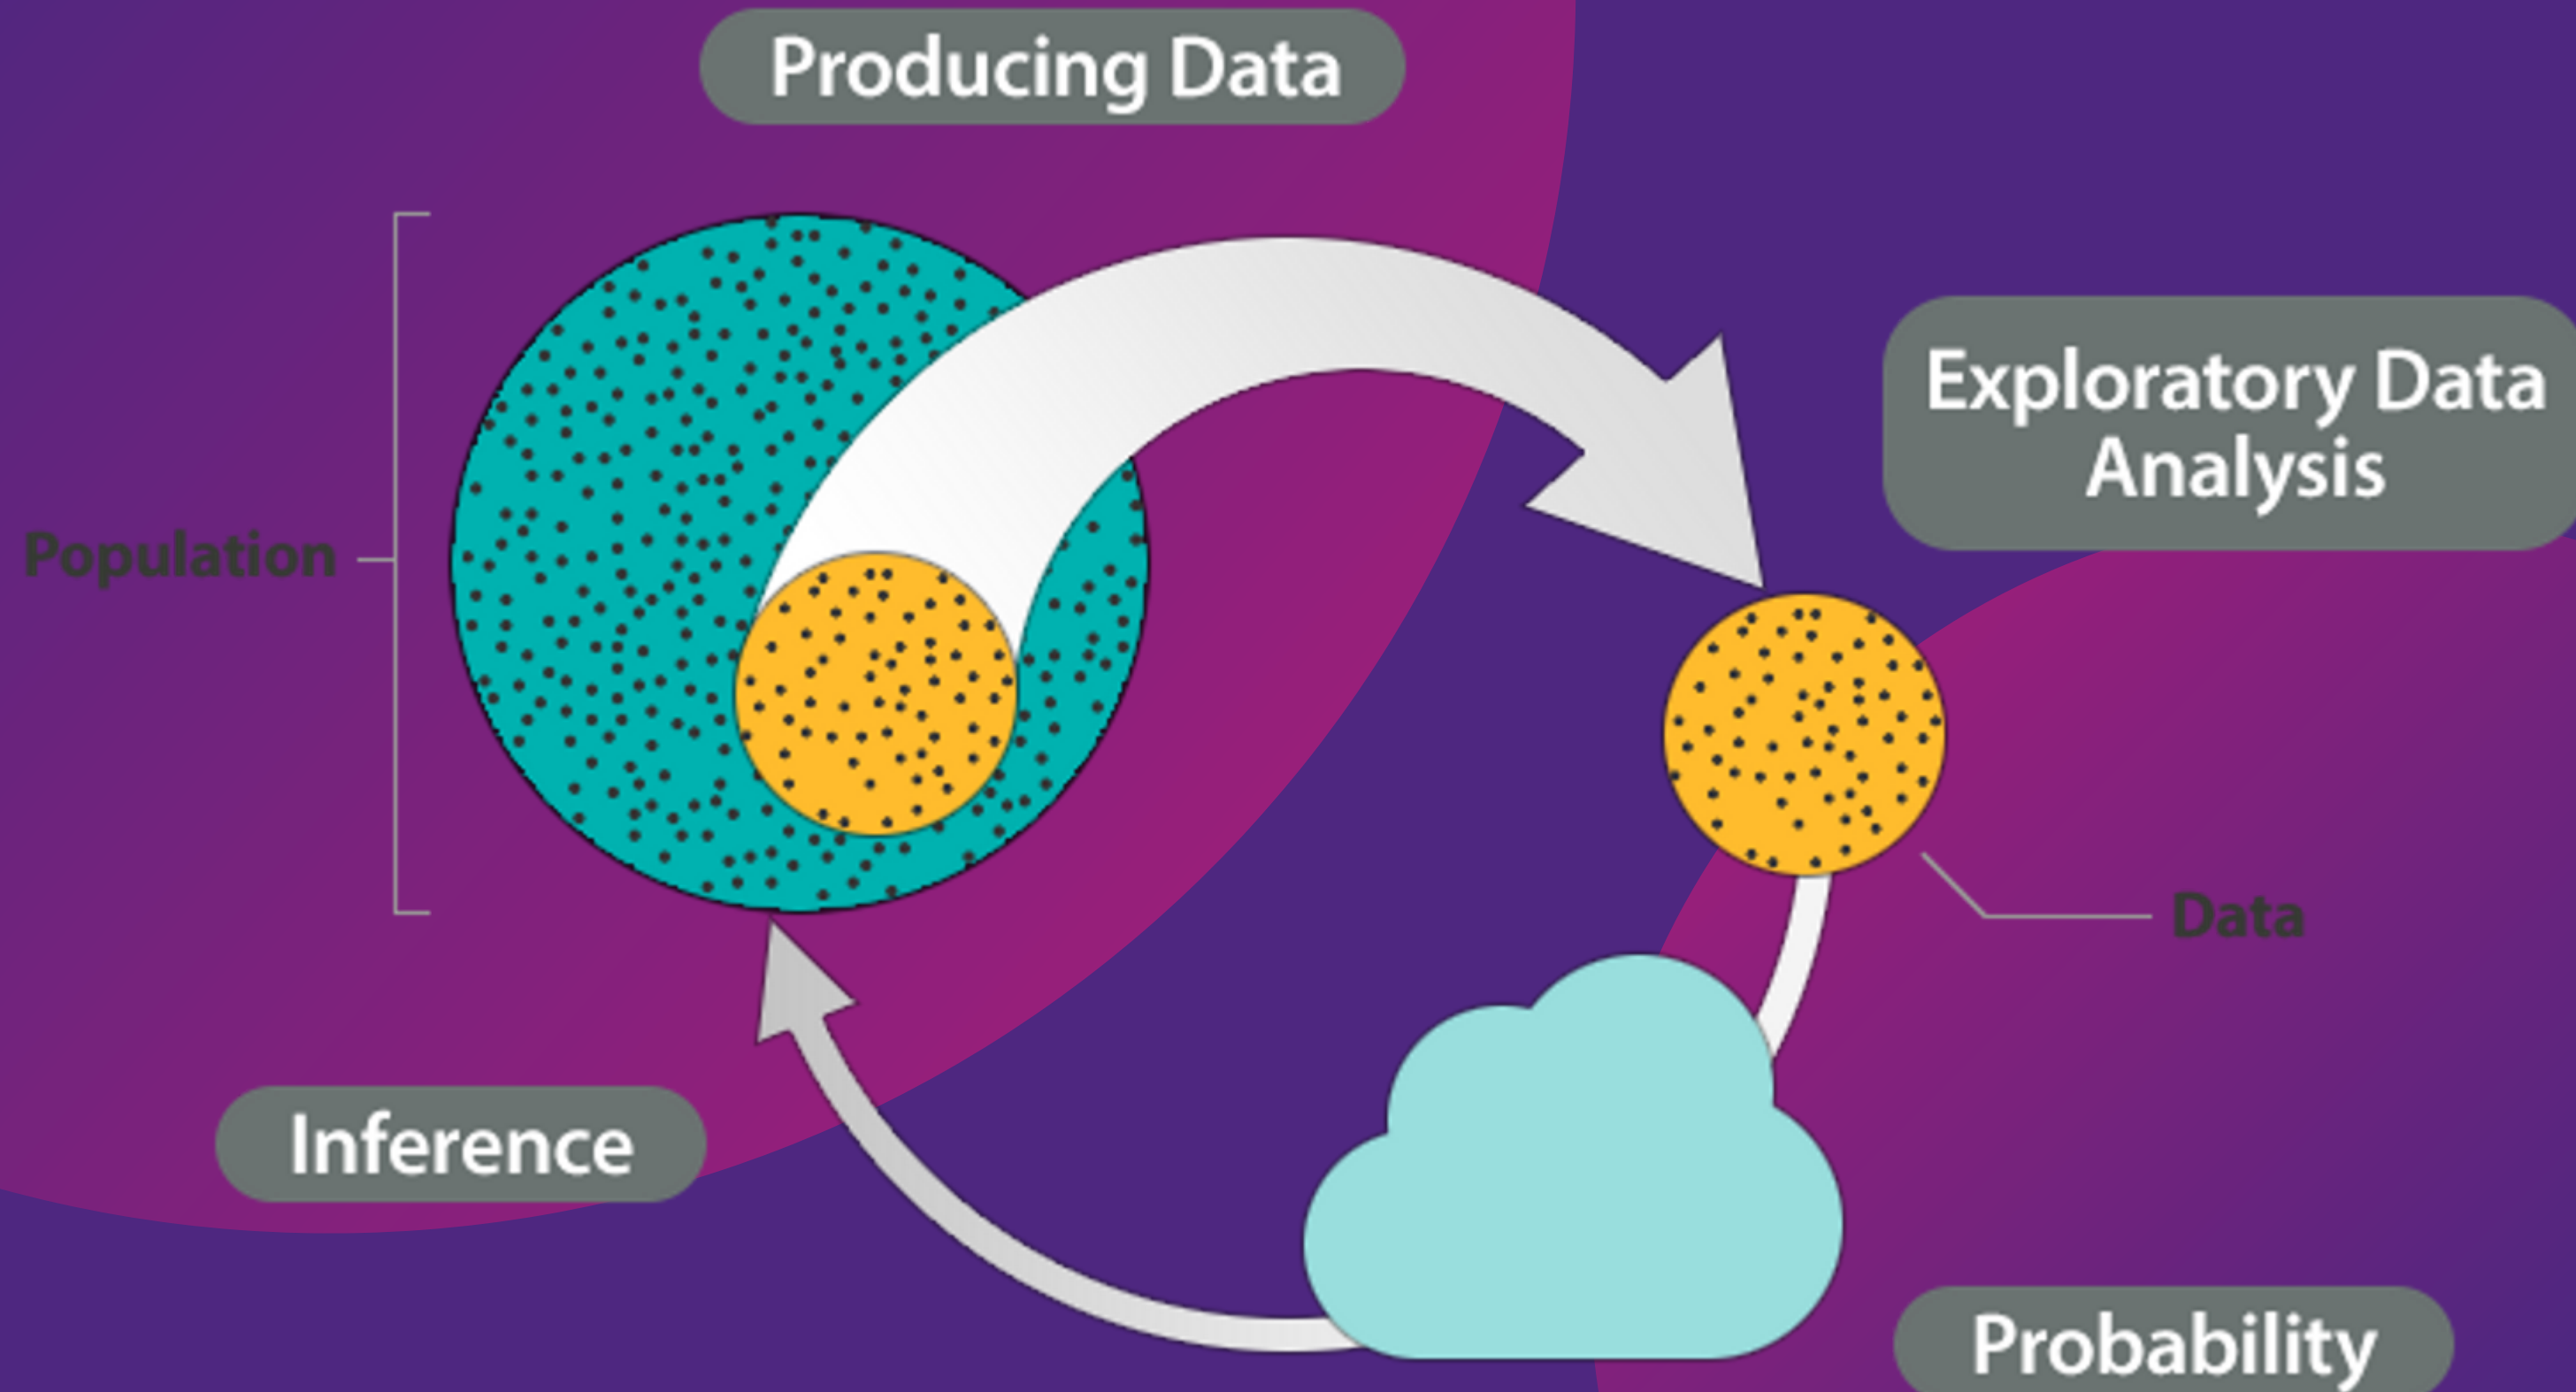 Producing Data
Exploratory Data
Analysis
Population
Data
Inference
Probability